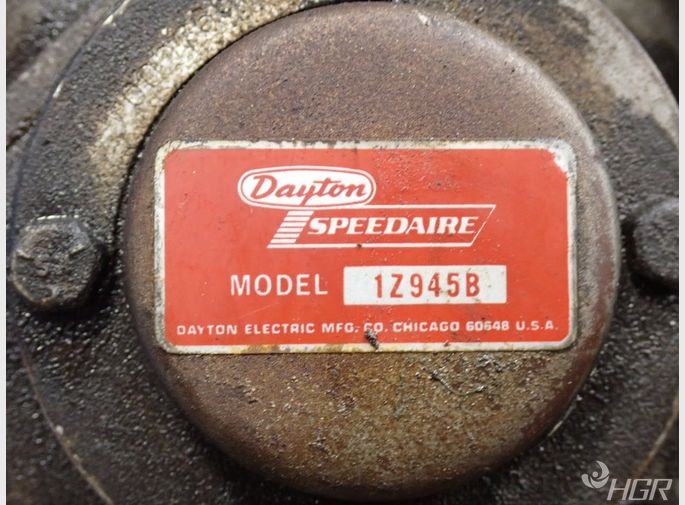 Dayton
SPEEDAIRE
MODEL 1Z945B
DAYTON ELECTRIC MFG. CO. CHICAGO 60648 U.S.A.
HGR